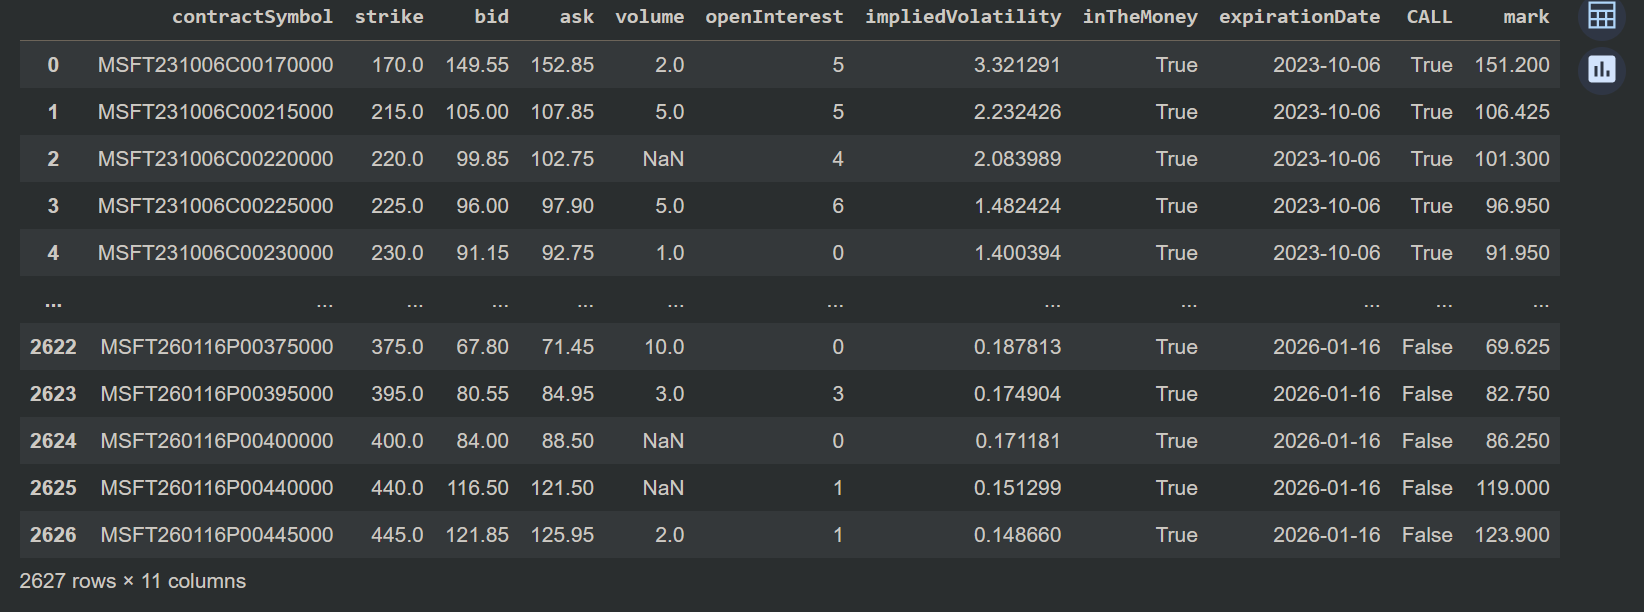 contractSymbol strike bid ask volume openInterest impliedVolatility inTheMoney expirationDate CALL mark
0 MSFT231006C00170000 170.0 149.55 152.85 2.0 5 3.321291 True 2023-10-06 True 151.200
1 MSFT231006C00215000 215.0 105.00 107.85 5.0 5 2.232426 True 2023-10-06 True 106.425
2 MSFT231006C00220000 220.0 99.85 102.75 NaN 4 2.083989 True 2023-10-06 True 101.300
3 MSFT231006C00225000 225.0 96.00 97.90 5.0 6 1.482424 True 2023-10-06 True 96.950
4 MSFT231006C00230000 230.0 91.15 92.75 1.0 0 1.400394 True 2023-10-06 True 91.950
... ... ... ... ... ... ... ... ... ... ... ...
2622 MSFT260116P00375000 375.0 67.80 71.45 10.0 0 0.187813 True 2026-01-16 False 69.625
2623 MSFT260116P00395000 395.0 80.55 84.95 3.0 3 0.174904 True 2026-01-16 False 82.750
2624 MSFT260116P00400000 400.0 84.00 88.50 NaN 0 0.171181 True 2026-01-16 False 86.250
2625 MSFT260116P00440000 440.0 116.50 121.50 NaN 1 0.151299 True 2026-01-16 False 119.000
2626 MSFT260116P00445000 445.0 121.85 125.95 2.0 1 0.148660 True 2026-01-16 False 123.900
2627 rows × 11 columns